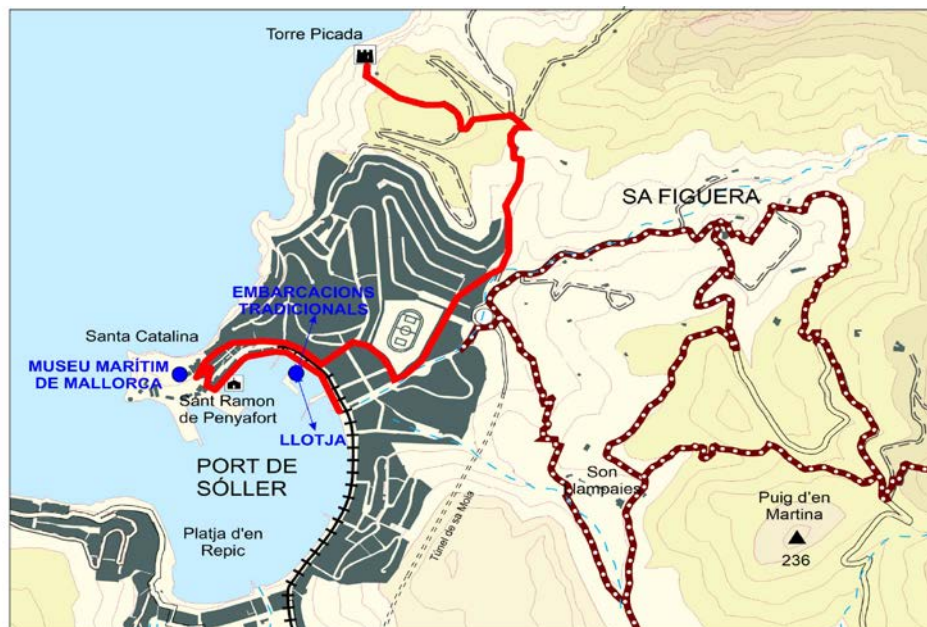 Torre Picada
SA FIGUERA
EMBARCACIONS
TRADICIONALS
Santa Catalina
MUSEU MARÍTIM
DE MALLORCA
Sant Ramon
de Penyafort
LLOTJA
PORT DE
SÓLLER
Son
Puig d'en
Martina
Túnel de sa Mola
Platja d'en
Repic
236